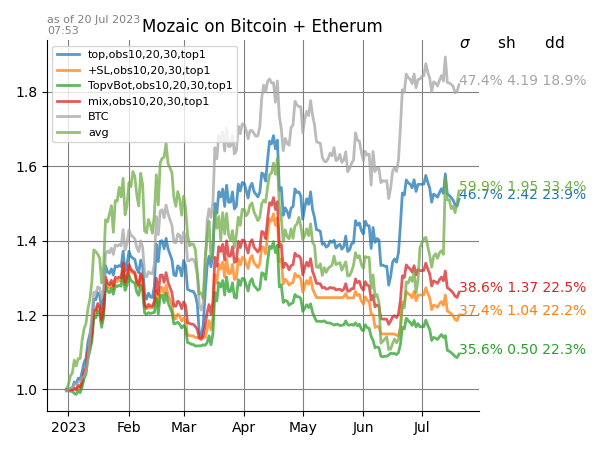 as of 20 Jul 2023
07:53
Mozaic on Bitcoin + Etherum
σ sh dd
top,obs10,20,30,top1
+SL,obs10,20,30,top1
TopvBot,obs10,20,30,top1
mix,obs10,20,30,top1
BTC
avg
47.4% 4.19 18.9%
59.9% 1.95 33.4%
46.7% 2.42 23.9%
38.6% 1.37 22.5%
37.4% 1.04 22.2%
35.6% 0.50 22.3%
1.8
1.6
1.4
1.2
1.0
2023 Feb Mar Apr May Jun Jul